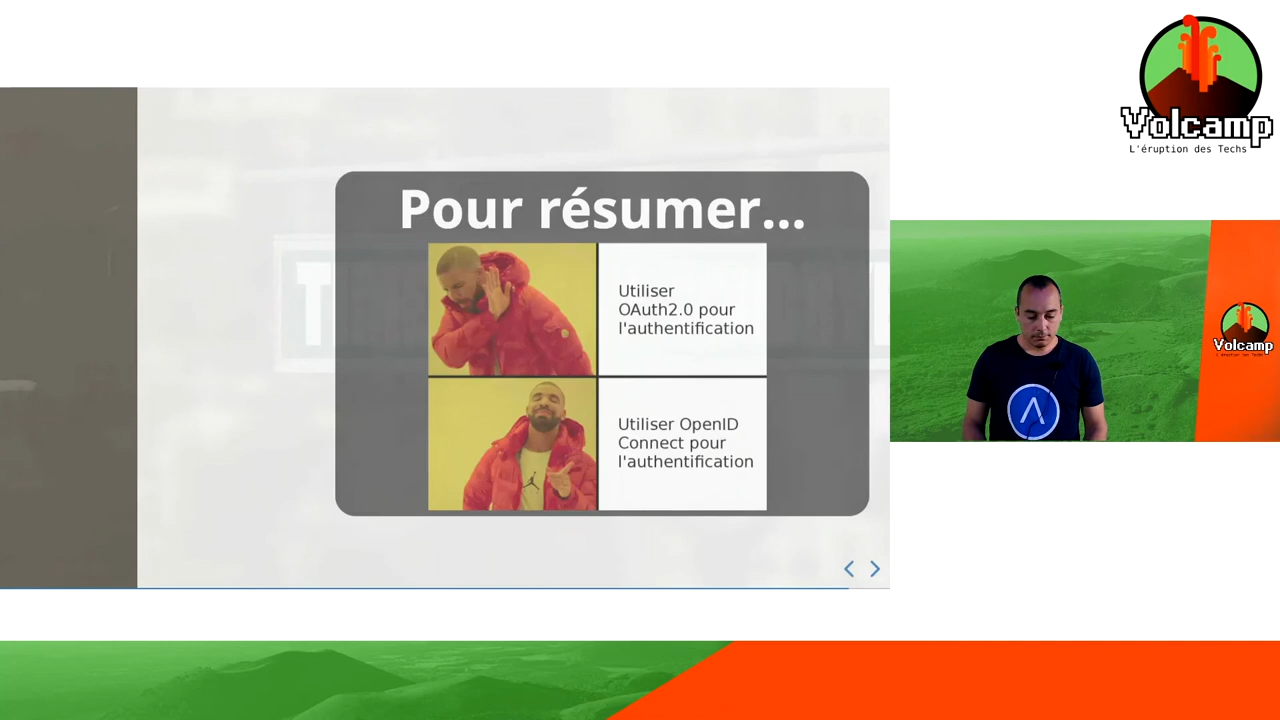 Volcamp
L'éruption des Techs
Pour résumer...
Utiliser
OAuth2.0 pour
l'authentification
Utiliser OpenID
Connect pour
l'authentification
Volcamp